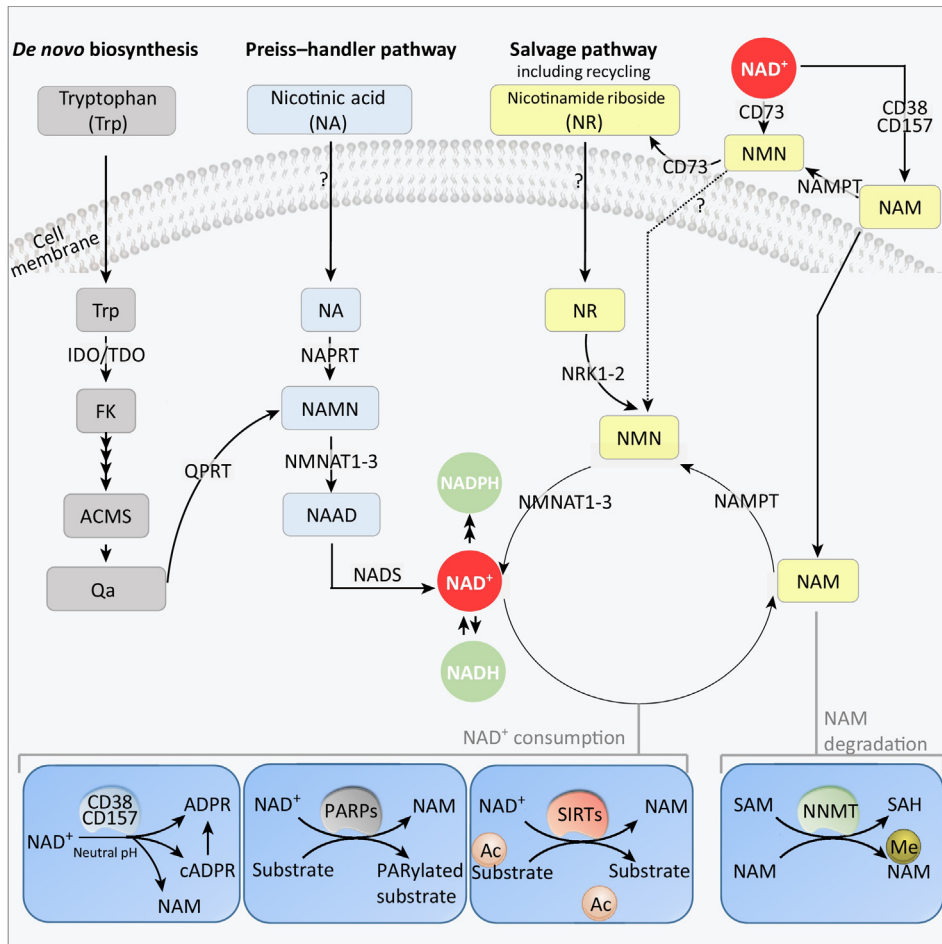 De novo biosynthesis
Tryptophan
(Trp)
Preiss–handler pathway
Nicotinic acid
(NA)
Salvage pathway
including recycling
Nicotinamide riboside
(NR)
NAD+
CD73
CD38
CD157
NMN
CD73
NAMPT
NAM
?
?
?
Cell
membrane
Trp
IDO/TDO
FK
ACMS
Qa
QPRT
NA
NAPRT
NAMN
NMNAT1-3
NAAD
NADS
NR
NRK1-2
NMN
NADPH
NMNAT1-3
NAMPT
NAD+
NAM
NADH
NAD+ consumption
NAM
degradation
CD38
CD157
NAD+
Neutral pH
ADPR
cADPR
NAM
NAD+
PARPs
NAM
Substrate
PARylated
substrate
NAD+
SIRTs
NAM
Ac
Substrate
Substrate
Ac
SAM
NNMT
SAH
NAM
Me
NAM